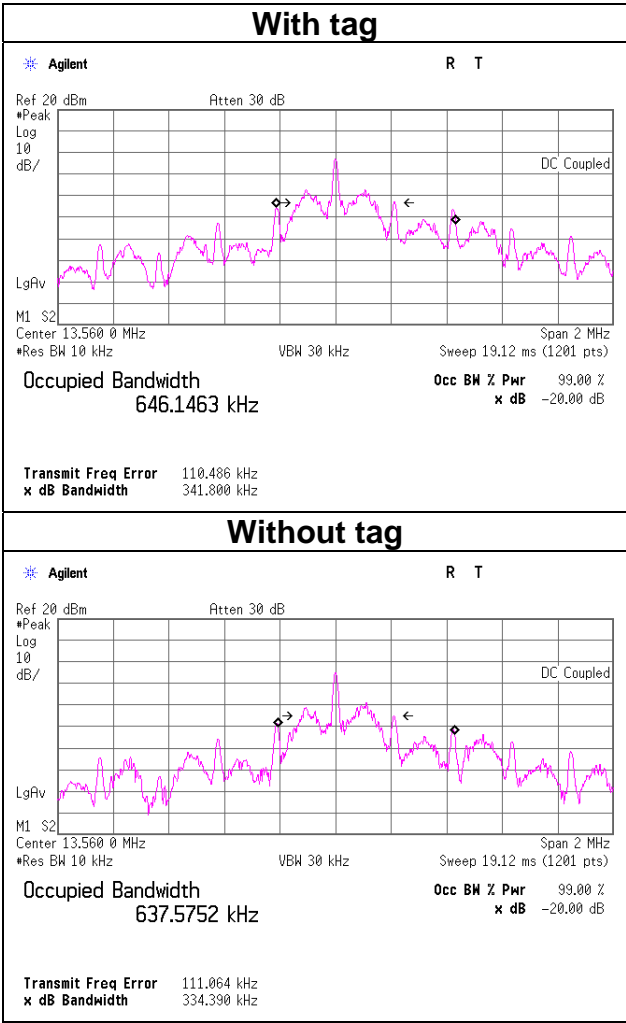 With tag
Agilent R T
Ref 20 dBm Atten 30 dB
#Peak
Log
10
dB/
DC Coupled
LgAv
M1 S2
Center 13.560 0 MHz Span 2 MHz
#Res BW 10 kHz VBW 30 kHz Sweep 19.12 ms (1201 pts)
Occupied Bandwidth Occ BW % Pwr 99.00 %
646.1463 kHz x dB -20.00 dB
Transmit Freq Error 110.486 kHz
x dB Bandwidth 341.800 kHz
Without tag
Agilent R T
Ref 20 dBm Atten 30 dB
#Peak
Log
10
dB/
DC Coupled
LgAv
M1 S2
Center 13.560 0 MHz Span 2 MHz
#Res BW 10 kHz VBW 30 kHz Sweep 19.12 ms (1201 pts)
Occupied Bandwidth Occ BW % Pwr 99.00 %
637.5752 kHz x dB -20.00 dB
Transmit Freq Error 111.064 kHz
x dB Bandwidth 334.390 kHz